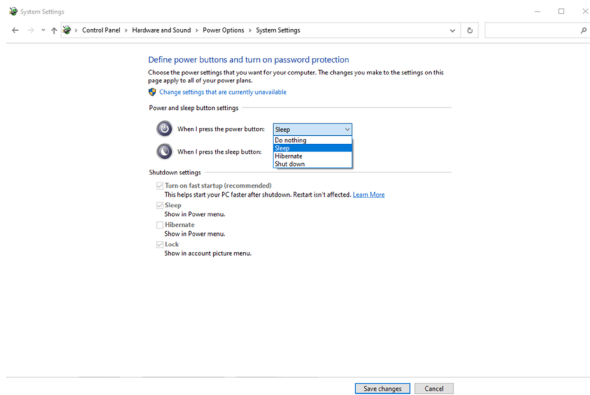 System Settings
Control Panel > Hardware and Sound > Power Options > System Settings
Define power buttons and turn on password protection
Choose the power settings that you want for your computer. The changes you make to the settings on this
page apply to all of your power plans.
Change settings that are currently unavailable
Power and sleep button settings
When I press the power button: Sleep
Do nothing
Sleep
Hibernate
Shut down
When I press the sleep button:
Shutdown settings
Turn on fast startup (recommended)
This helps start your PC faster after shutdown. Restart isn't affected. Learn More
Sleep
Show in Power menu.
Hibernate
Show in Power menu.
Lock
Show in account picture menu.
Save changes Cancel